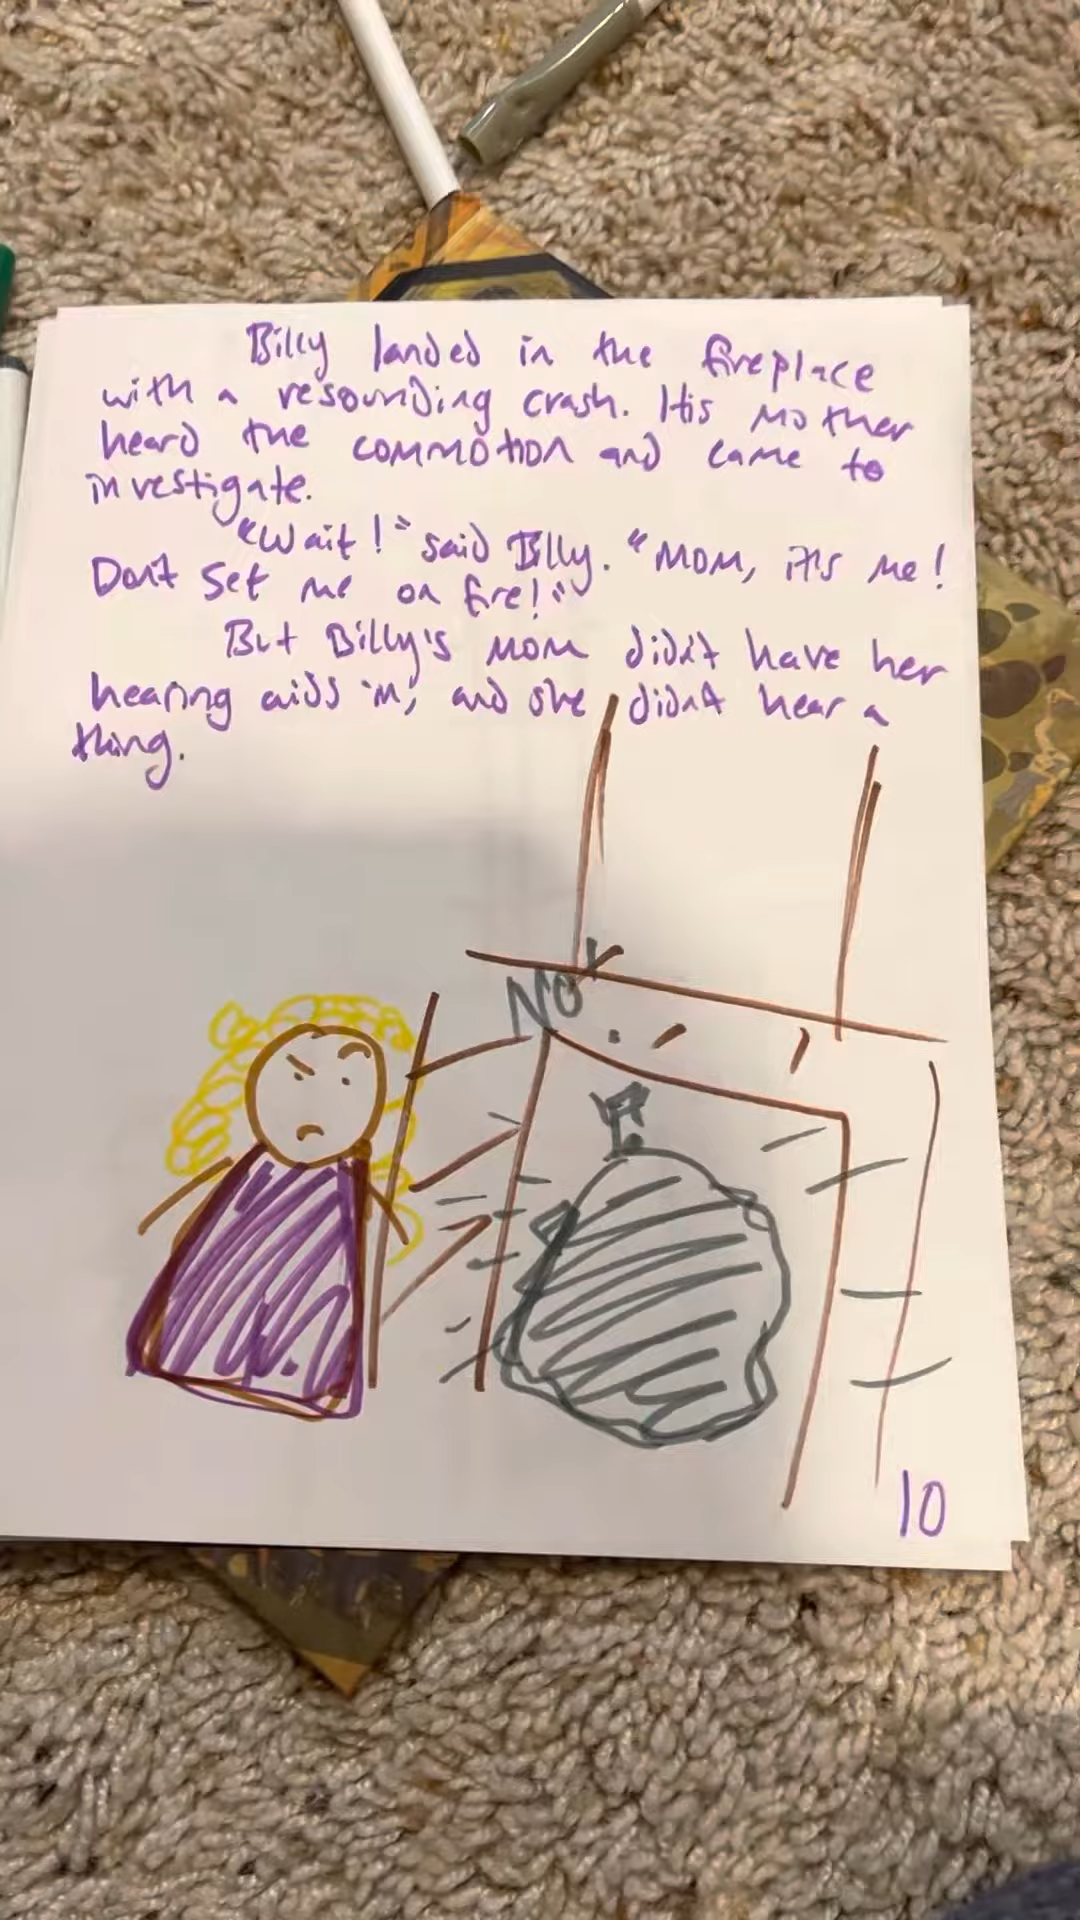 Billy landed in the fireplace
with a resounding crash. His mother
heard the commotion and came to
investigate.
"Wait!" said Billy. "Mom, it's me!
Don't set me on fire!"
But Billy's mom didn't have her
hearing aids in, and she didn't hear a
thing.
NO
10